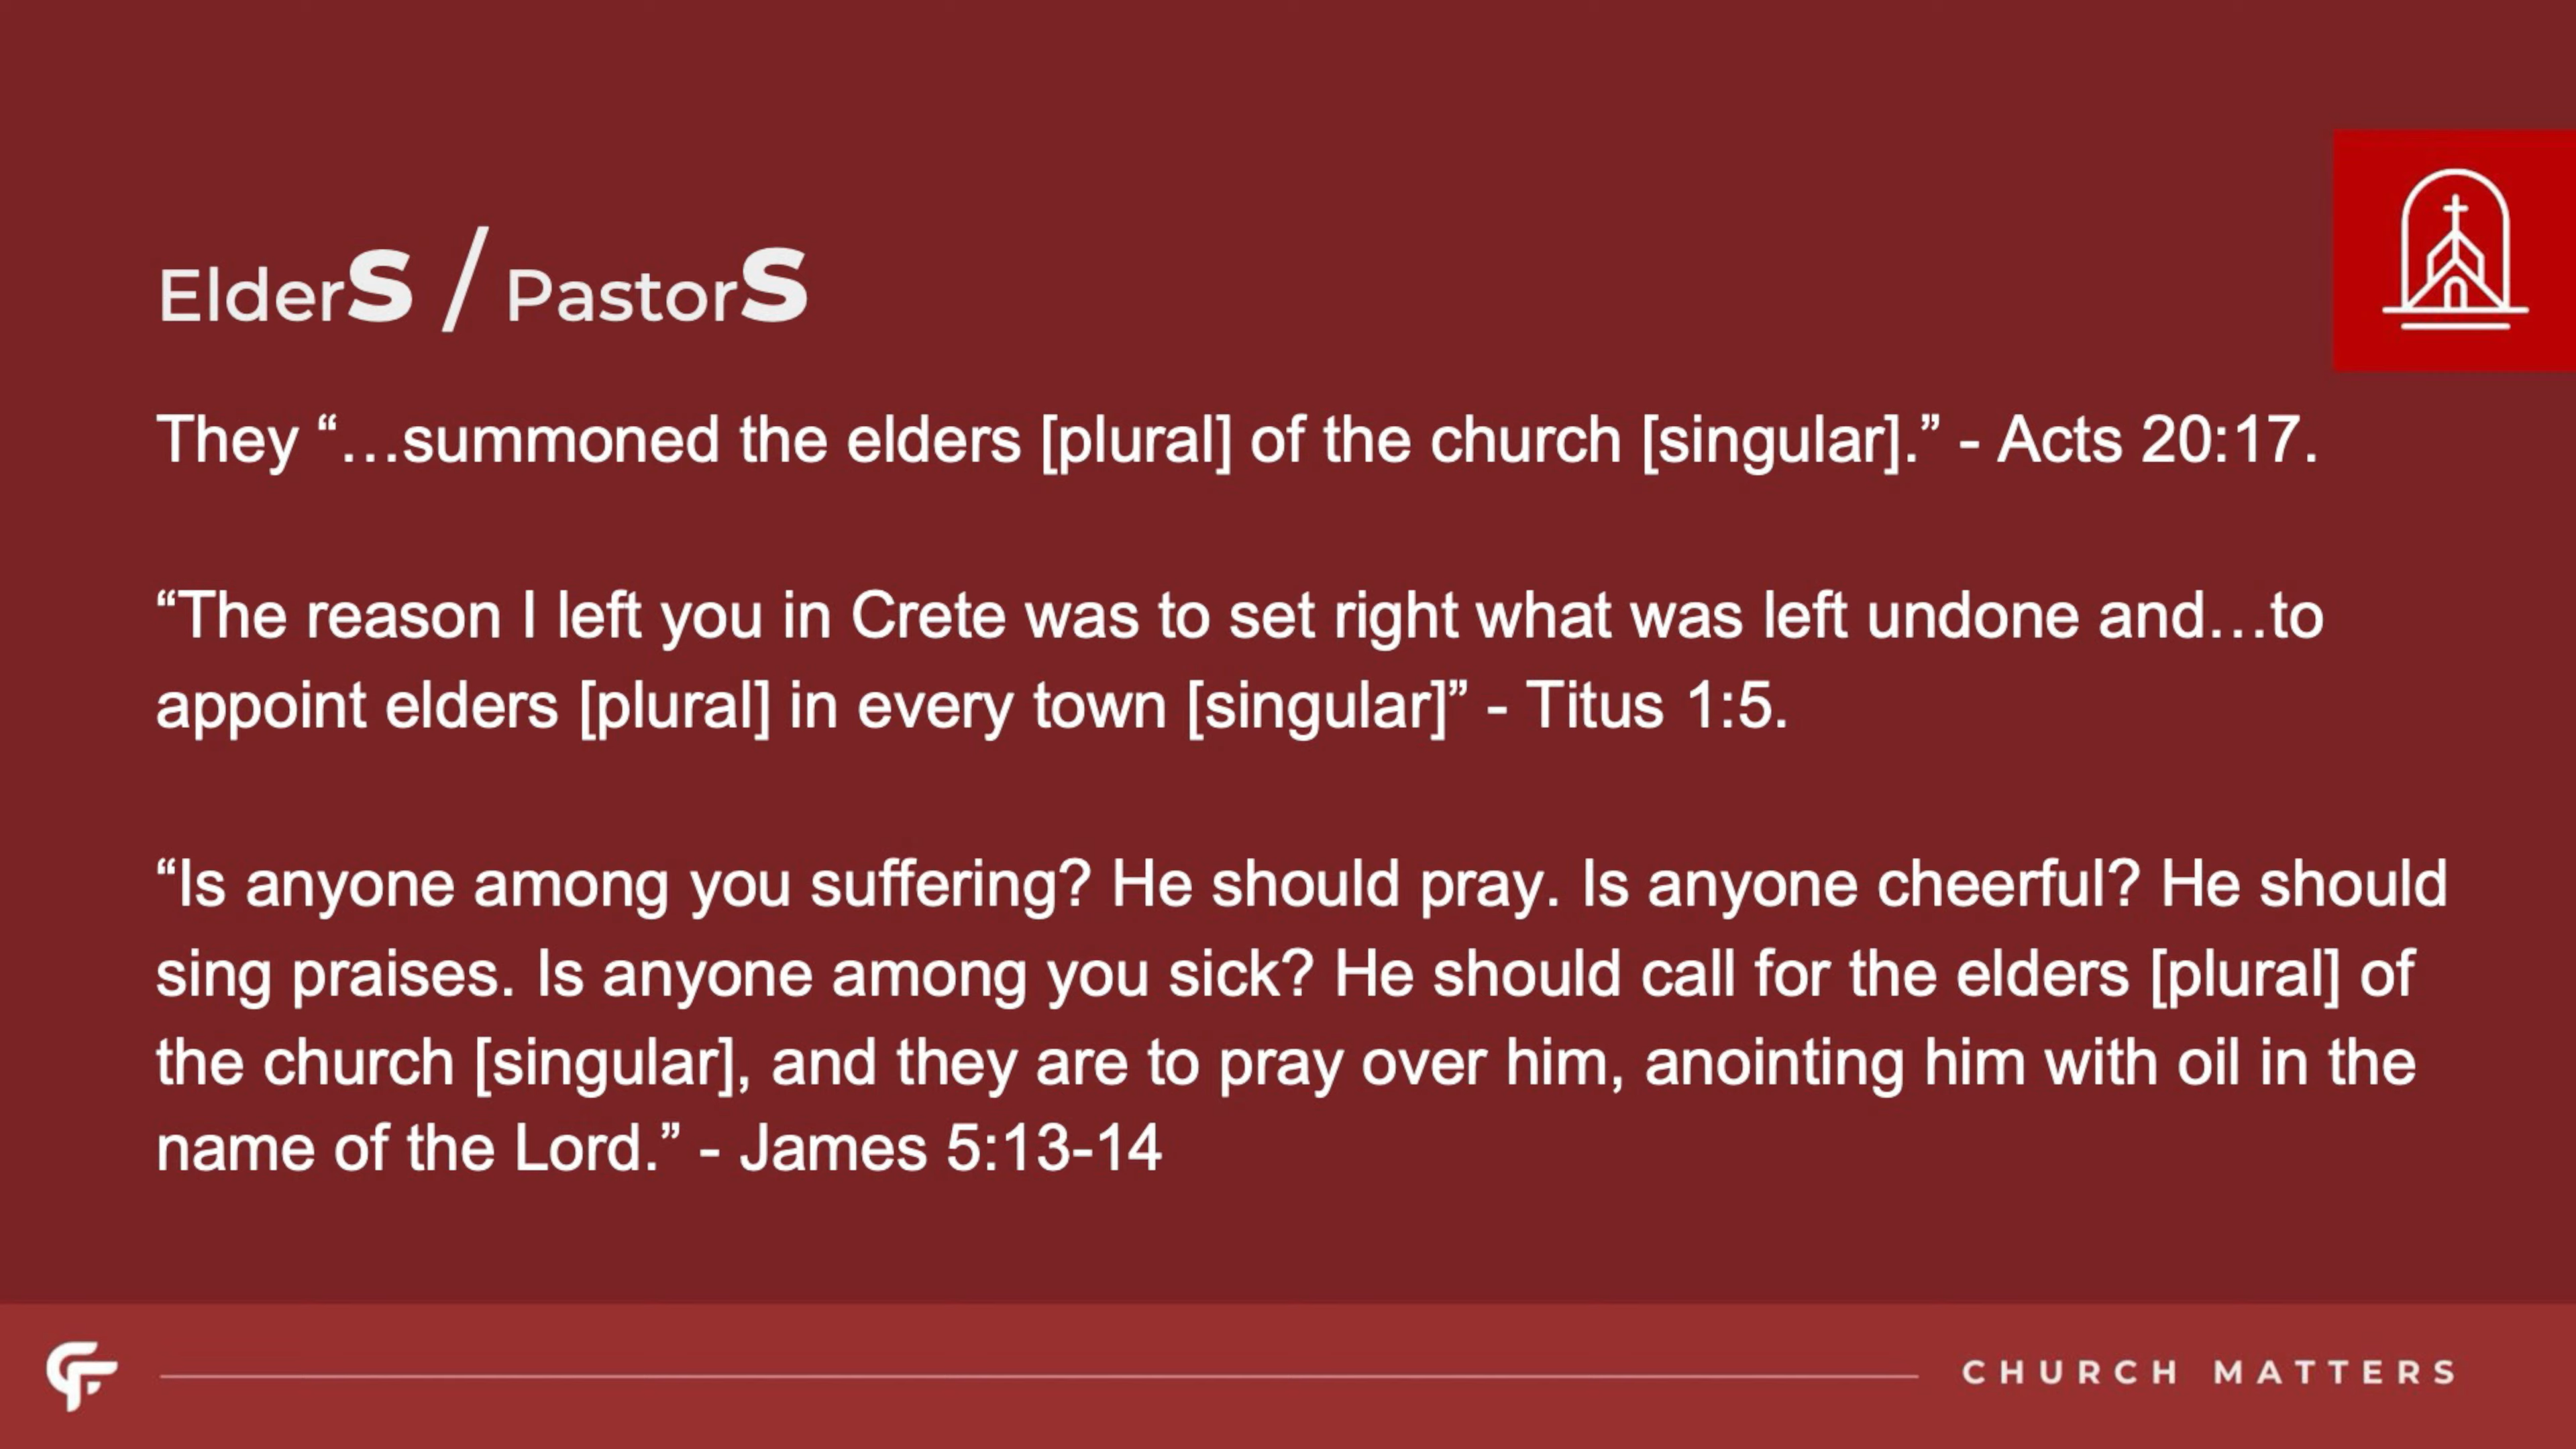 ElderS / PastorS
They “…summoned the elders [plural] of the church [singular].” - Acts 20:17.
“The reason I left you in Crete was to set right what was left undone and…to
appoint elders [plural] in every town [singular]” - Titus 1:5.
“Is anyone among you suffering? He should pray. Is anyone cheerful? He should
sing praises. Is anyone among you sick? He should call for the elders [plural] of
the church [singular], and they are to pray over him, anointing him with oil in the
name of the Lord.” - James 5:13-14
CHURCH MATTERS